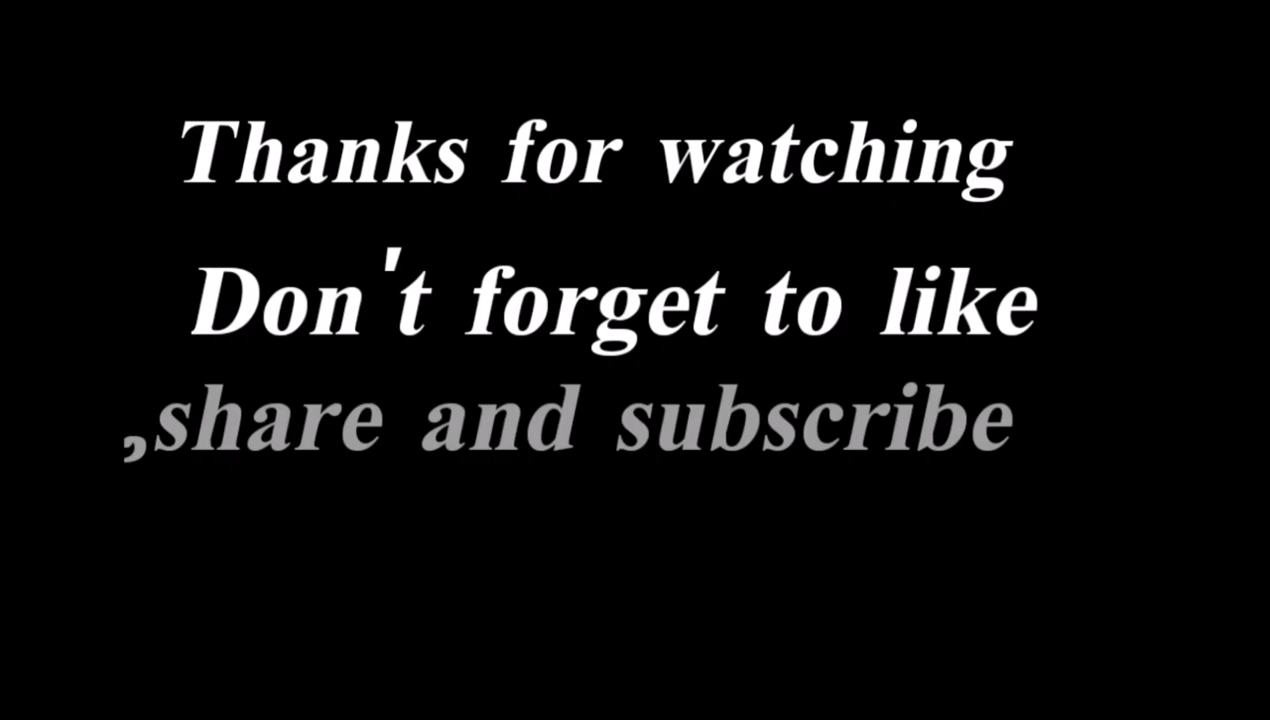 Thanks for watching
Don't forget to like
,share and subscribe